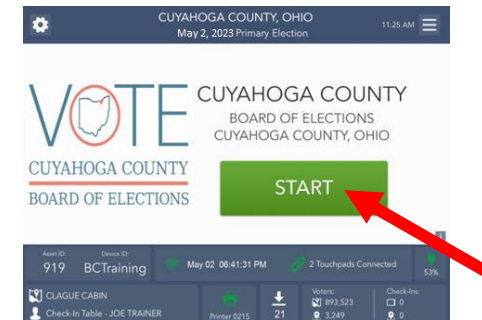 CUYAHOGA COUNTY, OHIO
May 2, 2023 Primary Election
11:25 AM
VOTE
CUYAHOGA COUNTY
BOARD OF ELECTIONS
CUYAHOGA COUNTY
BOARD OF ELECTIONS
CUYAHOGA COUNTY, OHIO
START
Asset ID:
919
Device ID:
BCTraining
May 02 06:41:31 PM
2 Touchpads Connected
53%
CLAGUE CABIN
Check-In Table - JOE TRAINER
Printer 0215
21
Voters:
893,523
3,249
Check-Ins:
0
0